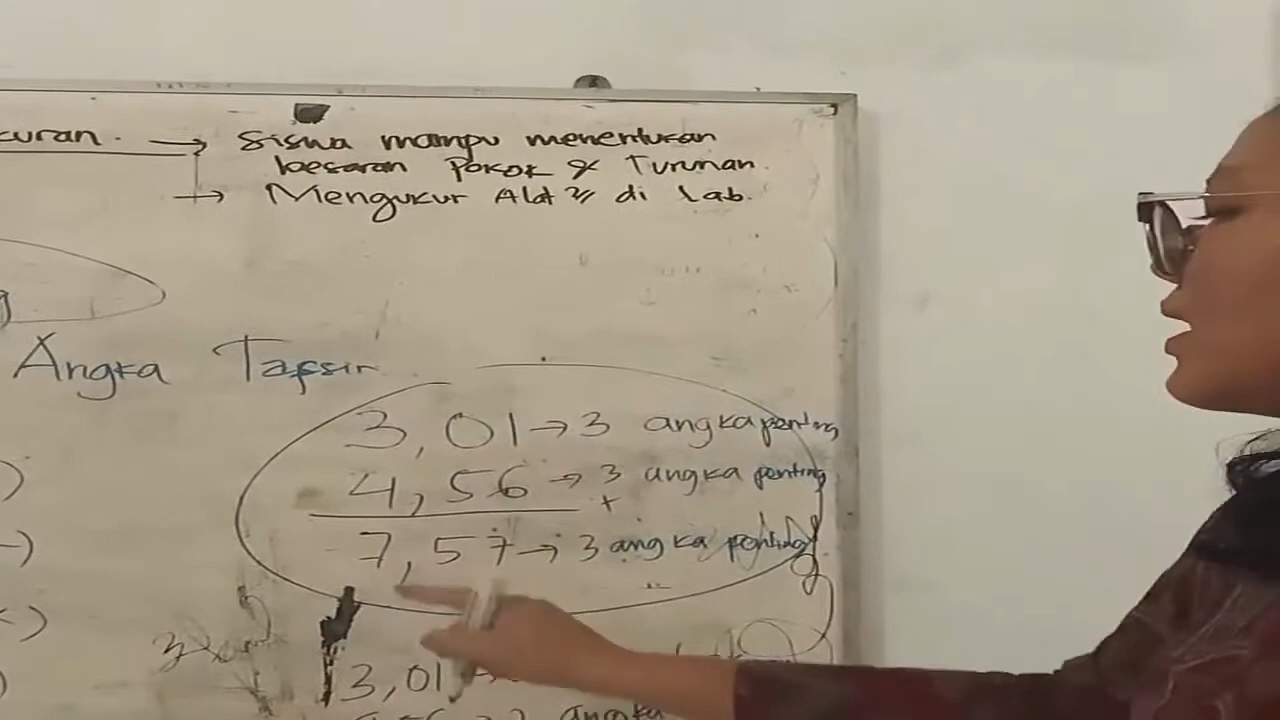 → Siswa mampu menentukan
besaran Pokok & Turunan.
→ Mengukur Alat² di Lab.
Angka Tafsir
3,01 → 3 angka penting
4,56 → 3 angka penting
+
7,57 → 3 angka penting
3,01
angka